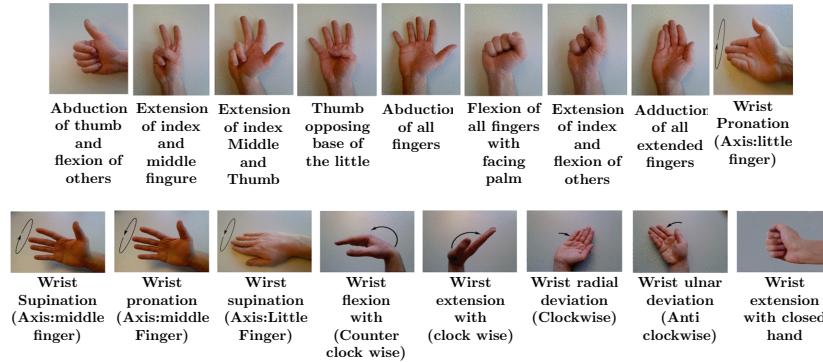 Abduction of thumb and flexion of others
Extension of index and middle fingure
Extension of index Middle and Thumb
Thumb opposing base of the little
Abduction of all fingers
Flexion of all fingers with facing palm
Extension of index and flexion of others
Adduction of all extended fingers
Wrist Pronation (Axis:little finger)
Wrist Supination (Axis:middle finger)
Wrist pronation (Axis:middle Finger)
Wirst supination (Axis:Little Finger)
Wrist flexion with (Counter clock wise)
Wirst extension with (clock wise)
Wrist radial deviation (Clockwise)
Wrist ulnar deviation (Anti clockwise)
Wrist extension with closed hand